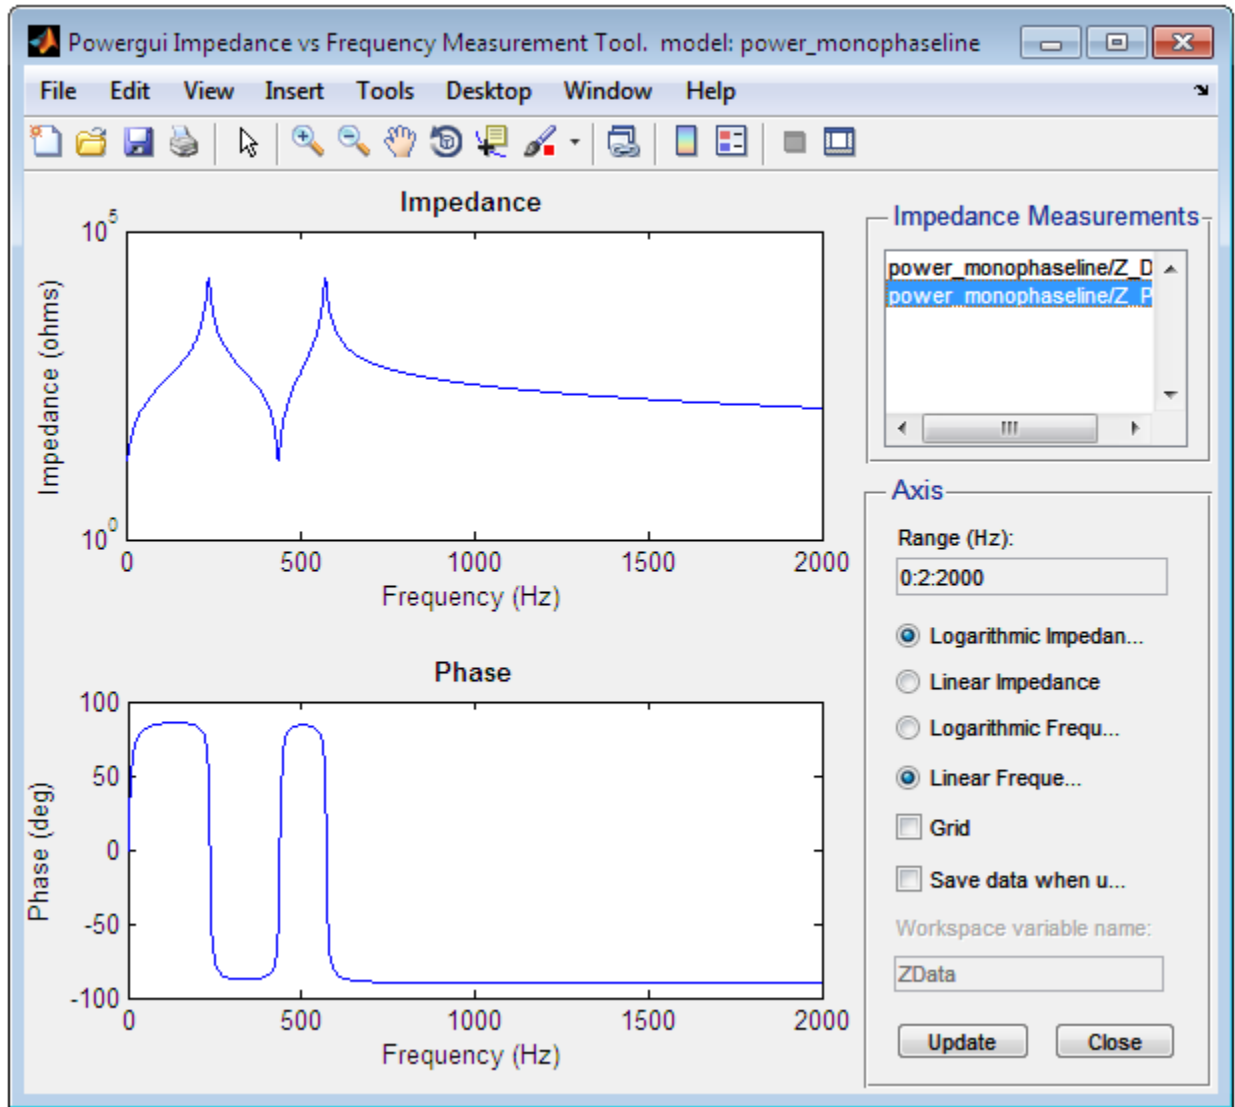 Powergui Impedance vs Frequency Measurement Tool. model: power_monophaseline
File Edit View Insert Tools Desktop Window Help
Impedance
10^5
10^0
Impedance (ohms)
0 500 1000 1500 2000
Frequency (Hz)
Phase
100
50
0
-50
-100
Phase (deg)
0 500 1000 1500 2000
Frequency (Hz)
Impedance Measurements
power_monophaseline/Z_D
power_monophaseline/Z_P
Axis
Range (Hz):
0:2:2000
Logarithmic Impedan...
Linear Impedance
Logarithmic Frequ...
Linear Freque...
Grid
Save data when u...
Workspace variable name:
ZData
Update Close